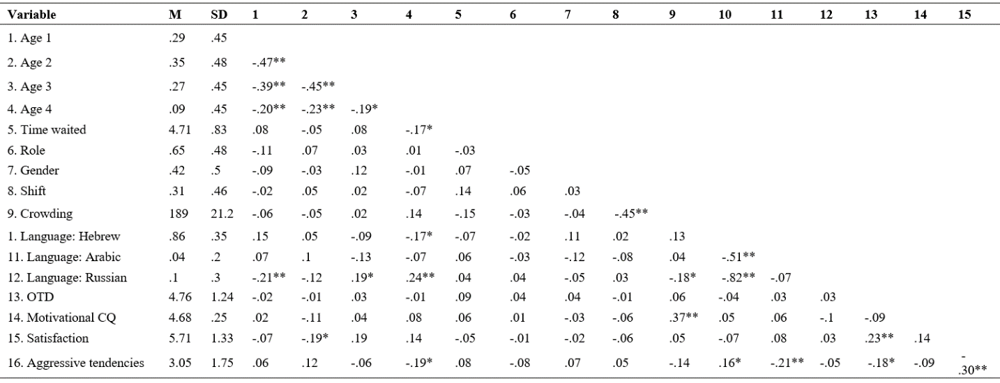 Variable M SD 1 2 3 4 5 6 7 8 9 10 11 12 13 14 15
1. Age 1 .29 .45
2. Age 2 .35 .48 -.47**
3. Age 3 .27 .45 -.39** -.45**
4. Age 4 .09 .45 -.20** -.23** -.19*
5. Time waited 4.71 .83 .08 -.05 .08 -.17*
6. Role .65 .48 -.11 .07 .03 .01 -.03
7. Gender .42 .5 -.09 -.03 .12 -.01 .07 -.05
8. Shift .31 .46 -.02 .05 .02 -.07 .14 .06 .03
9. Crowding 189 21.2 -.06 -.05 .02 .14 -.15 -.03 -.04 -.45**
1. Language: Hebrew .86 .35 .15 .05 -.09 -.17* -.07 -.02 .11 .02 .13
11. Language: Arabic .04 .2 .07 .1 -.13 -.07 .06 -.03 -.12 -.08 .04 -.51**
12. Language: Russian .1 .3 -.21** -.12 .19* .24** .04 .04 -.05 .03 -.18* -.82** -.07
13. OTD 4.76 1.24 -.02 -.01 .03 -.01 .09 .04 .04 -.01 .06 -.04 .03 .03
14. Motivational CQ 4.68 .25 .02 -.11 .04 .08 .06 .01 -.03 -.06 .37** .05 .06 -.1 -.09
15. Satisfaction 5.71 1.33 -.07 -.19* .19 .14 -.05 -.01 -.02 -.06 .05 -.07 .08 .03 .23** .14
16. Aggressive tendencies 3.05 1.75 .06 .12 -.06 -.19* .08 -.08 .07 .05 -.14 .16* -.21** -.05 -.18* -.09 -
.30**